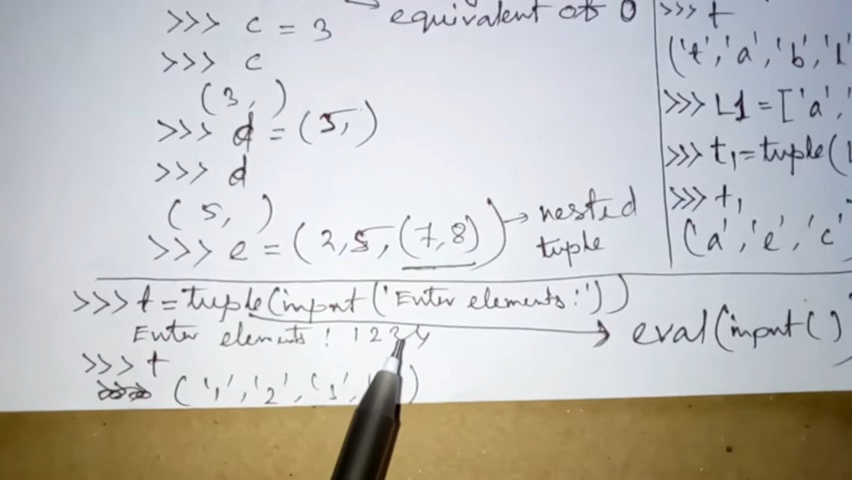 equivalent of 0
>>> c = 3
>>> c
(3, )
>>> d = (5,)
>>> d
(5, )
>>> e = (2,5,(7,8)) → nested tuple
>>> t = tuple(input('Enter elements:'))
→ eval(input()
Enter elements : 1 2 3 4
>>> t
('1','2','3',
>>> t
('t','a','b','l
>>> L1 = ['a',
>>> t1 = tuple(L
>>> t1
('a','e','c'